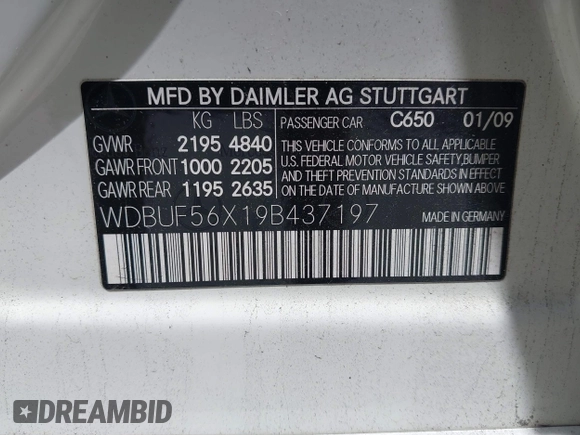 MFD BY DAIMLER AG STUTTGART
KG LBS PASSENGER CAR C650 01/09
GVWR 2195 4840
GAWR FRONT 1000 2205
GAWR REAR 1195 2635
THIS VEHICLE CONFORMS TO ALL APPLICABLE
U.S. FEDERAL MOTOR VEHICLE SAFETY, BUMPER
AND THEFT PREVENTION STANDARDS IN EFFECT
ON THE DATE OF MANUFACTURE SHOWN ABOVE.
WDBUF56X19B437197 MADE IN GERMANY
DREAMBID